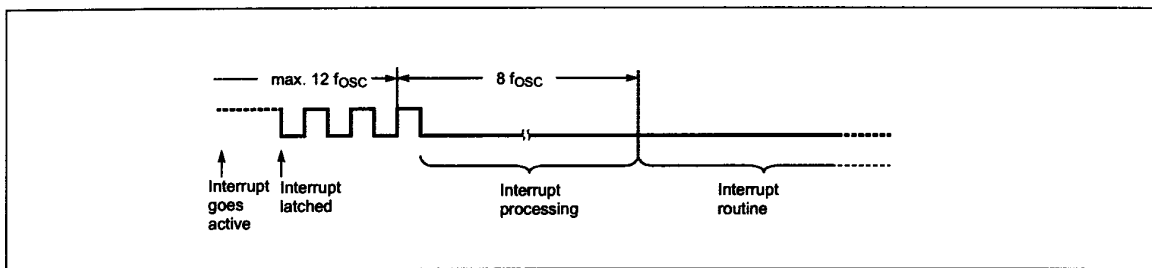 max. 12 fOSC
8 fOSC
Interrupt
goes
active
Interrupt
latched
Interrupt
processing
Interrupt
routine